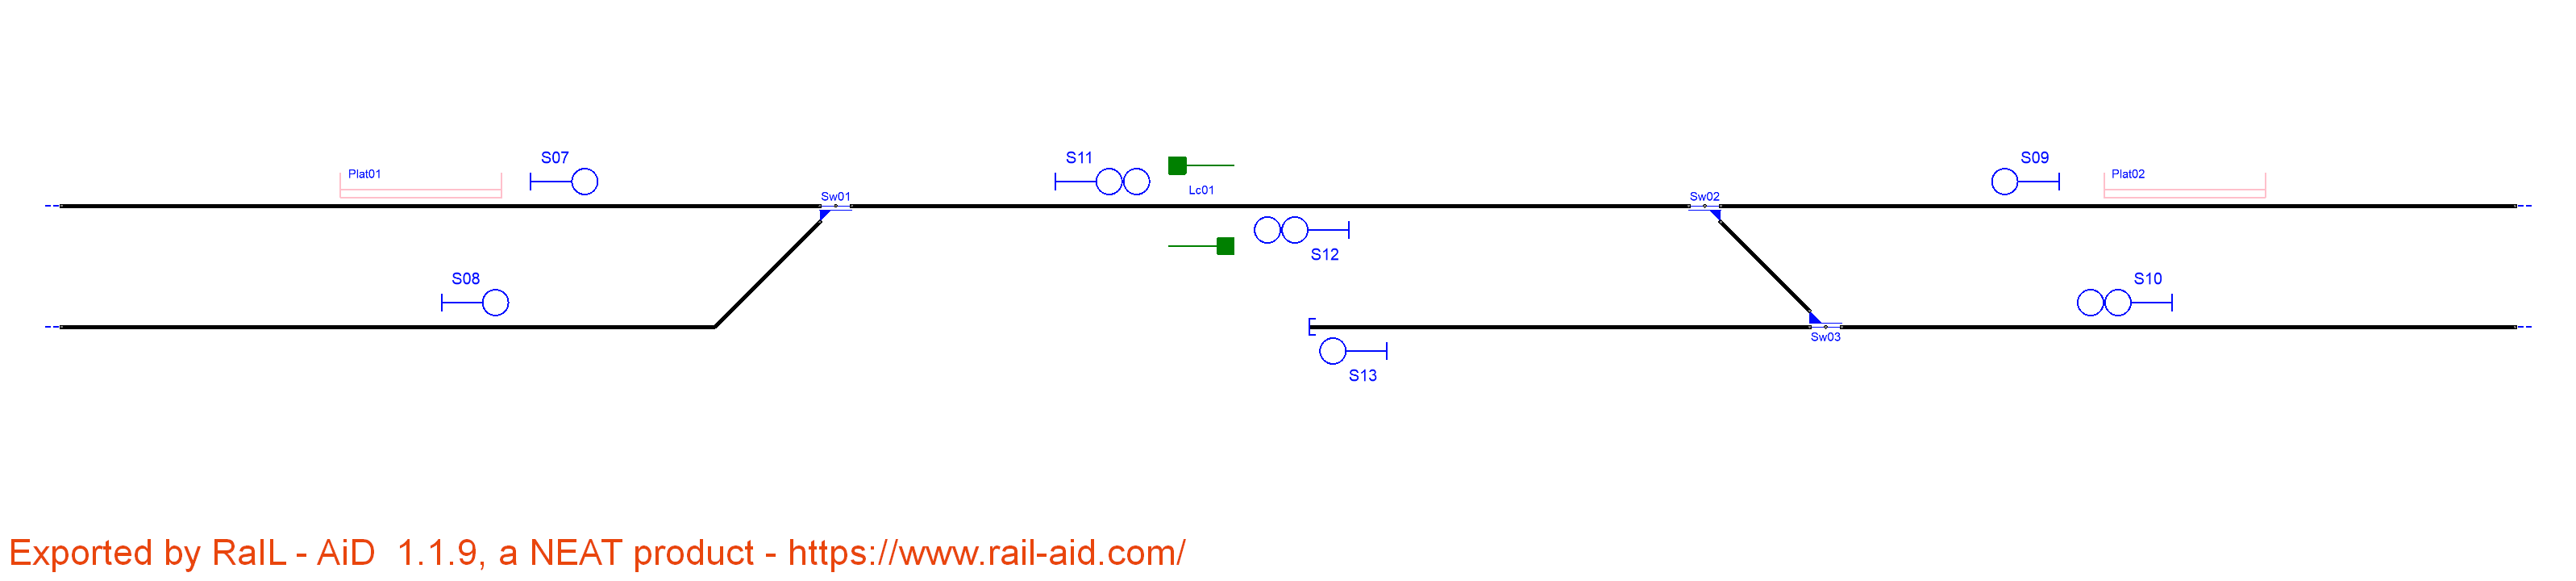 S07
S11
S09
Plat01
Lc01
Plat02
Sw01
Sw02
S12
S08
S10
Sw03
S13
Exported by RaIL - AiD  1.1.9, a NEAT product - https://www.rail-aid.com/